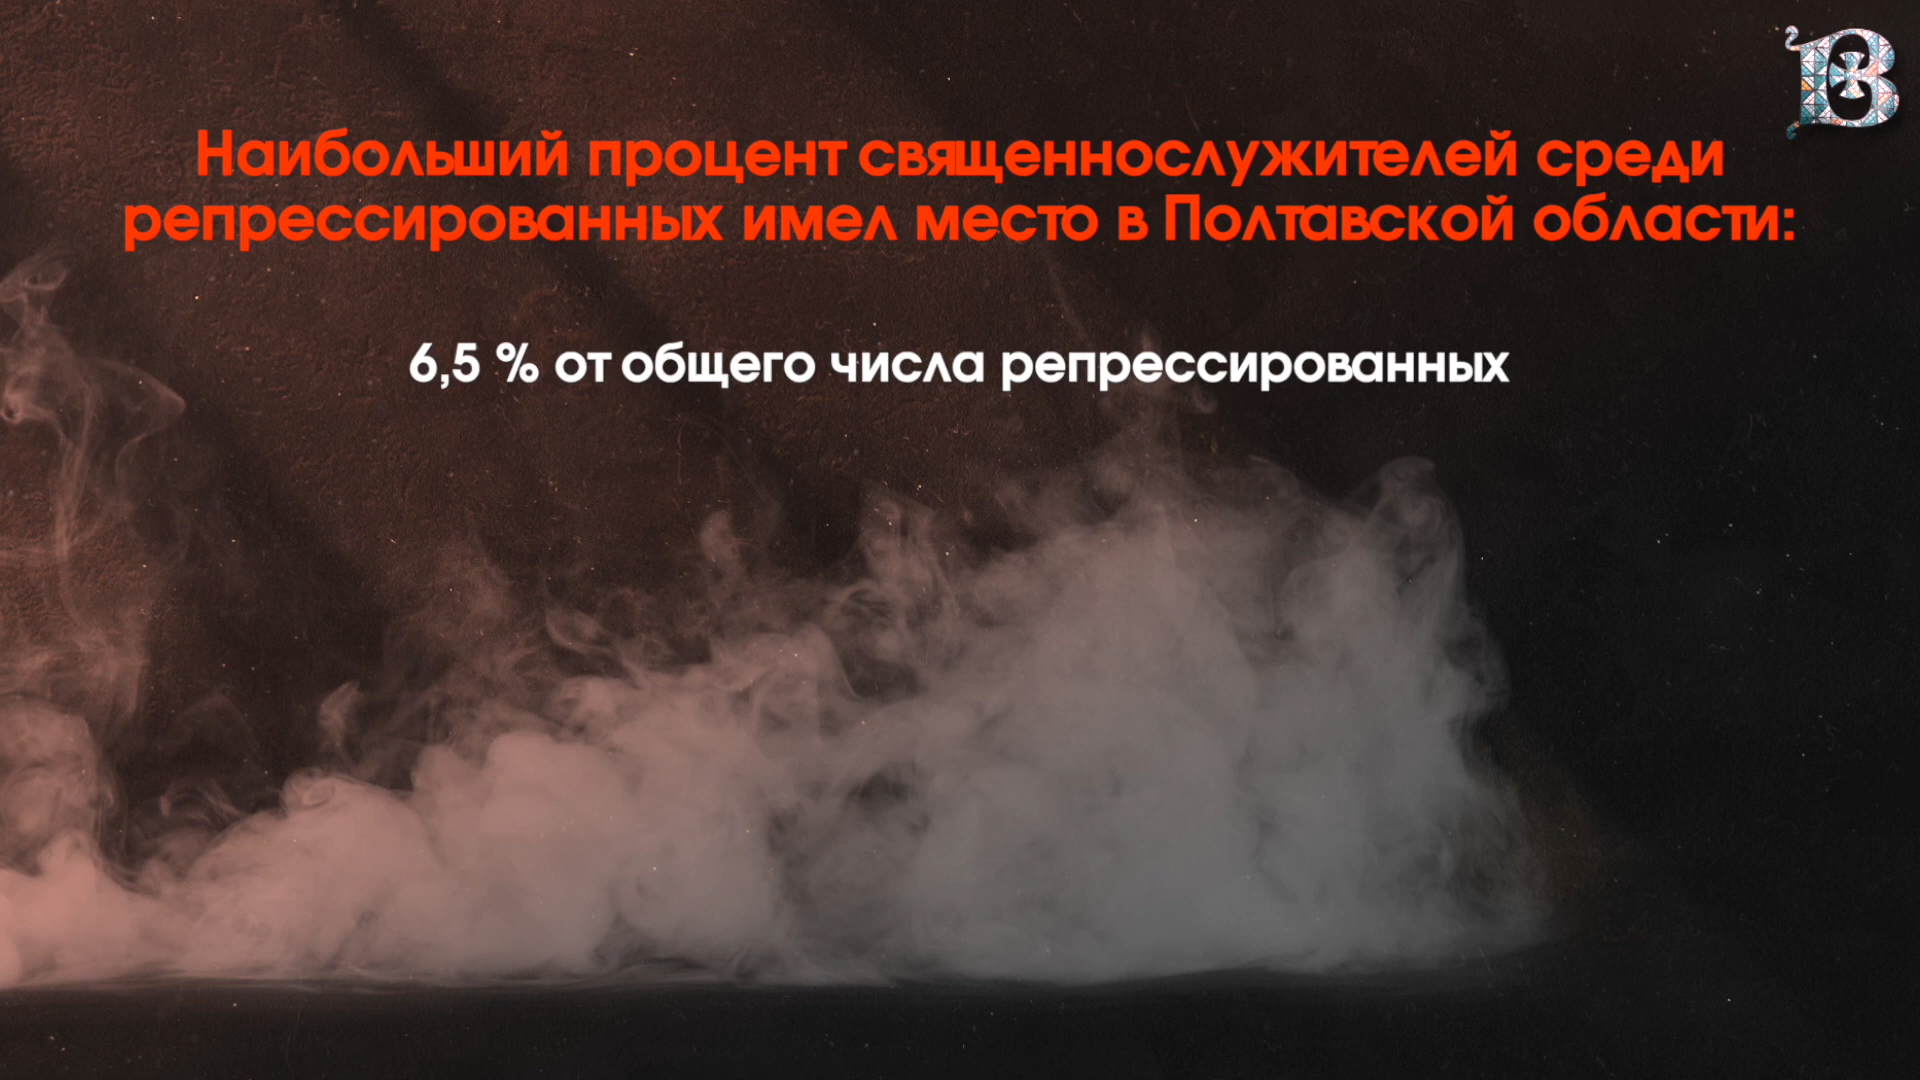 Наибольший процент священнослужителей среди
репрессированных имел место в Полтавской области:
6,5 % от общего числа репрессированных